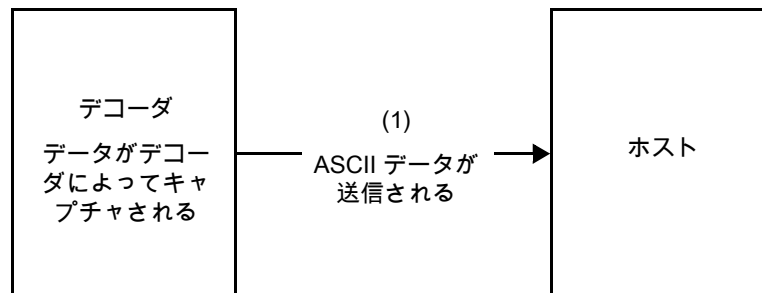 デコーダ
データがデコー
ダによってキャ
プチャされる
(1)
ASCII データが
送信される
ホスト